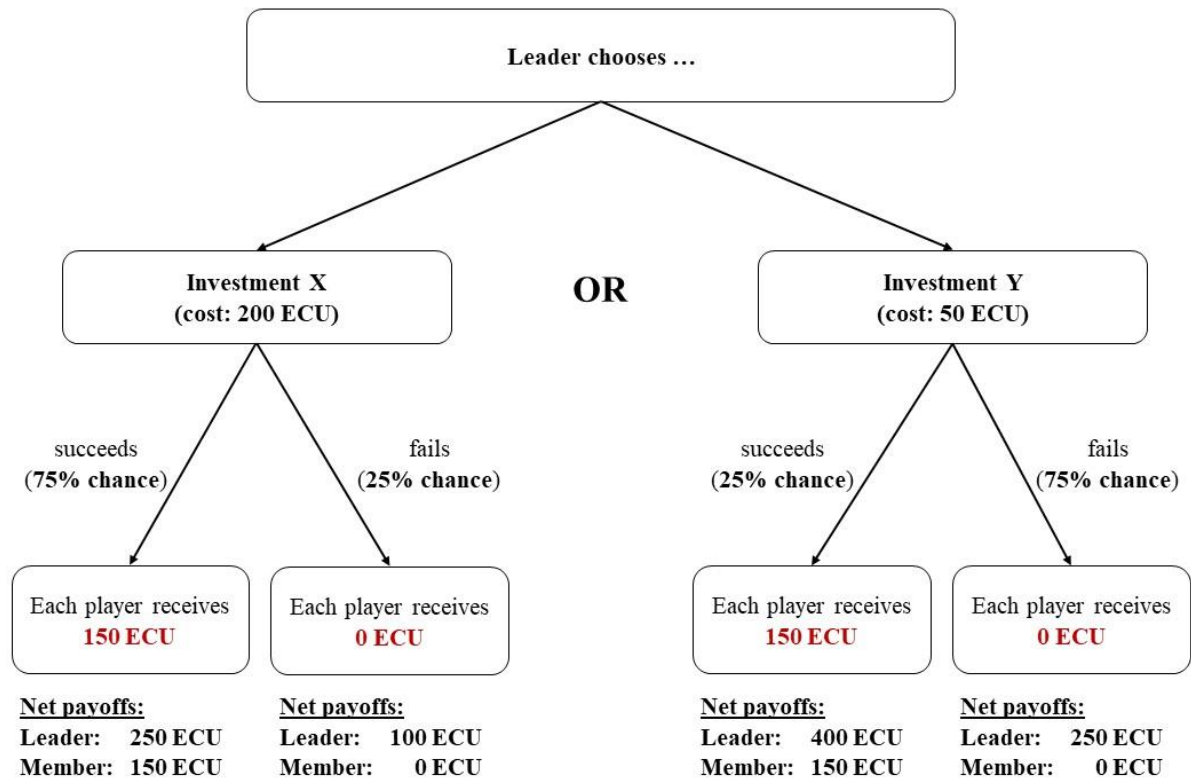 Leader chooses …
Investment X
(cost: 200 ECU)
OR
Investment Y
(cost: 50 ECU)
succeeds
(75% chance)
fails
(25% chance)
succeeds
(25% chance)
fails
(75% chance)
Each player receives
150 ECU
Each player receives
0 ECU
Each player receives
150 ECU
Each player receives
0 ECU
Net payoffs:
Leader: 250 ECU
Member: 150 ECU
Net payoffs:
Leader: 100 ECU
Member: 0 ECU
Net payoffs:
Leader: 400 ECU
Member: 150 ECU
Net payoffs:
Leader: 250 ECU
Member: 0 ECU